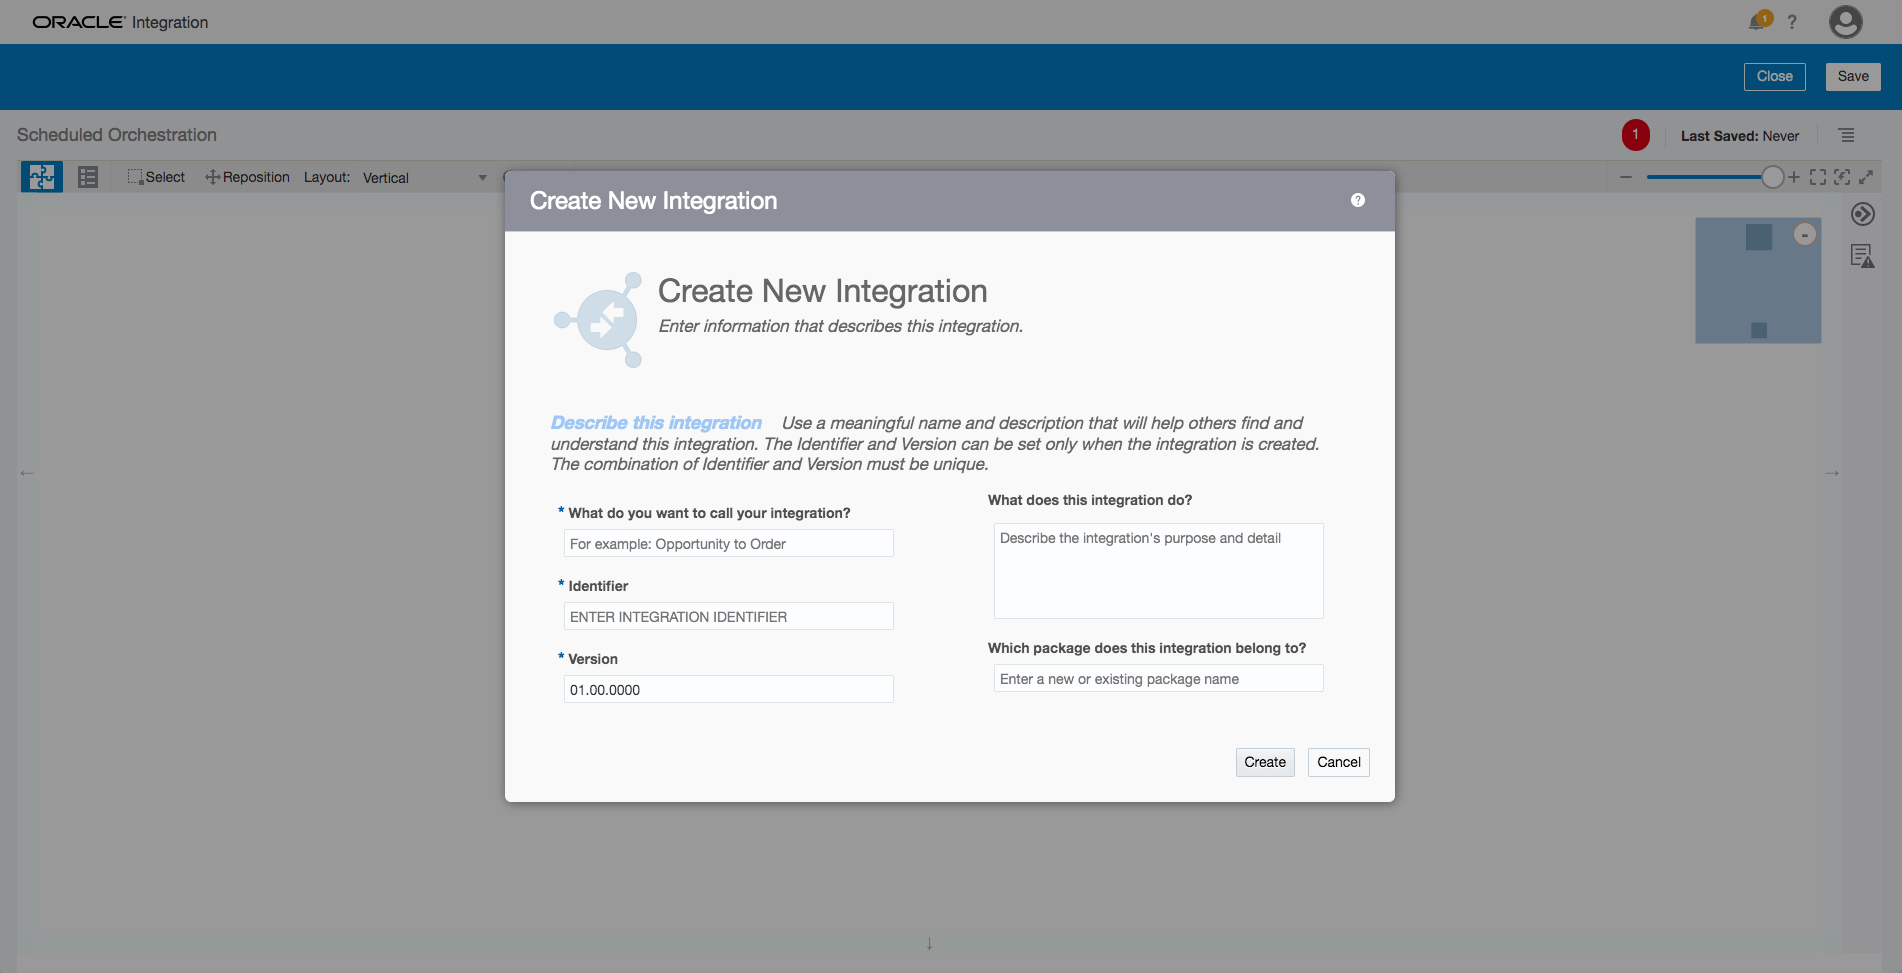 ORACLE Integration
1
?
Close
Save
Scheduled Orchestration
1
Last Saved: Never
Select
Reposition
Layout:
Vertical
Create New Integration
?
Create New Integration
Enter information that describes this integration.
Describe this integration Use a meaningful name and description that will help others find and
understand this integration. The Identifier and Version can be set only when the integration is created.
The combination of Identifier and Version must be unique.
* What do you want to call your integration?
For example: Opportunity to Order
* Identifier
ENTER INTEGRATION IDENTIFIER
* Version
01.00.0000
What does this integration do?
Describe the integration's purpose and detail
Which package does this integration belong to?
Enter a new or existing package name
Create
Cancel